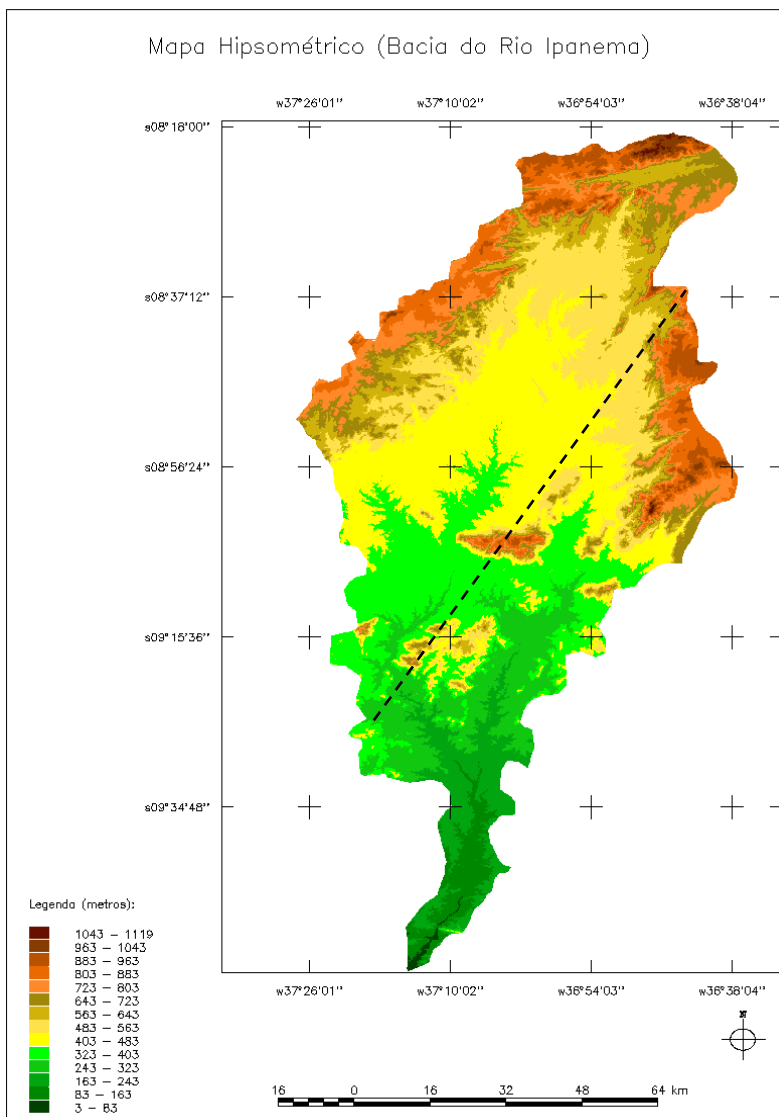 Mapa Hipsométrico (Bacia do Rio Ipanema)
w37°26'01'' w37°10'02'' w36°54'03'' w36°38'04''
s08°18'00''
s08°37'12''
s08°56'24''
s09°15'36''
s09°34'48''
Legenda (metros):
1043 – 1119
963 – 1043
883 – 963
803 – 883
723 – 803
643 – 723
563 – 643
483 – 563
403 – 483
323 – 403
243 – 323
163 – 243
83 – 163
3 – 83
w37°26'01'' w37°10'02'' w36°54'03'' w36°38'04''
N
16 0 16 32 48 64 km